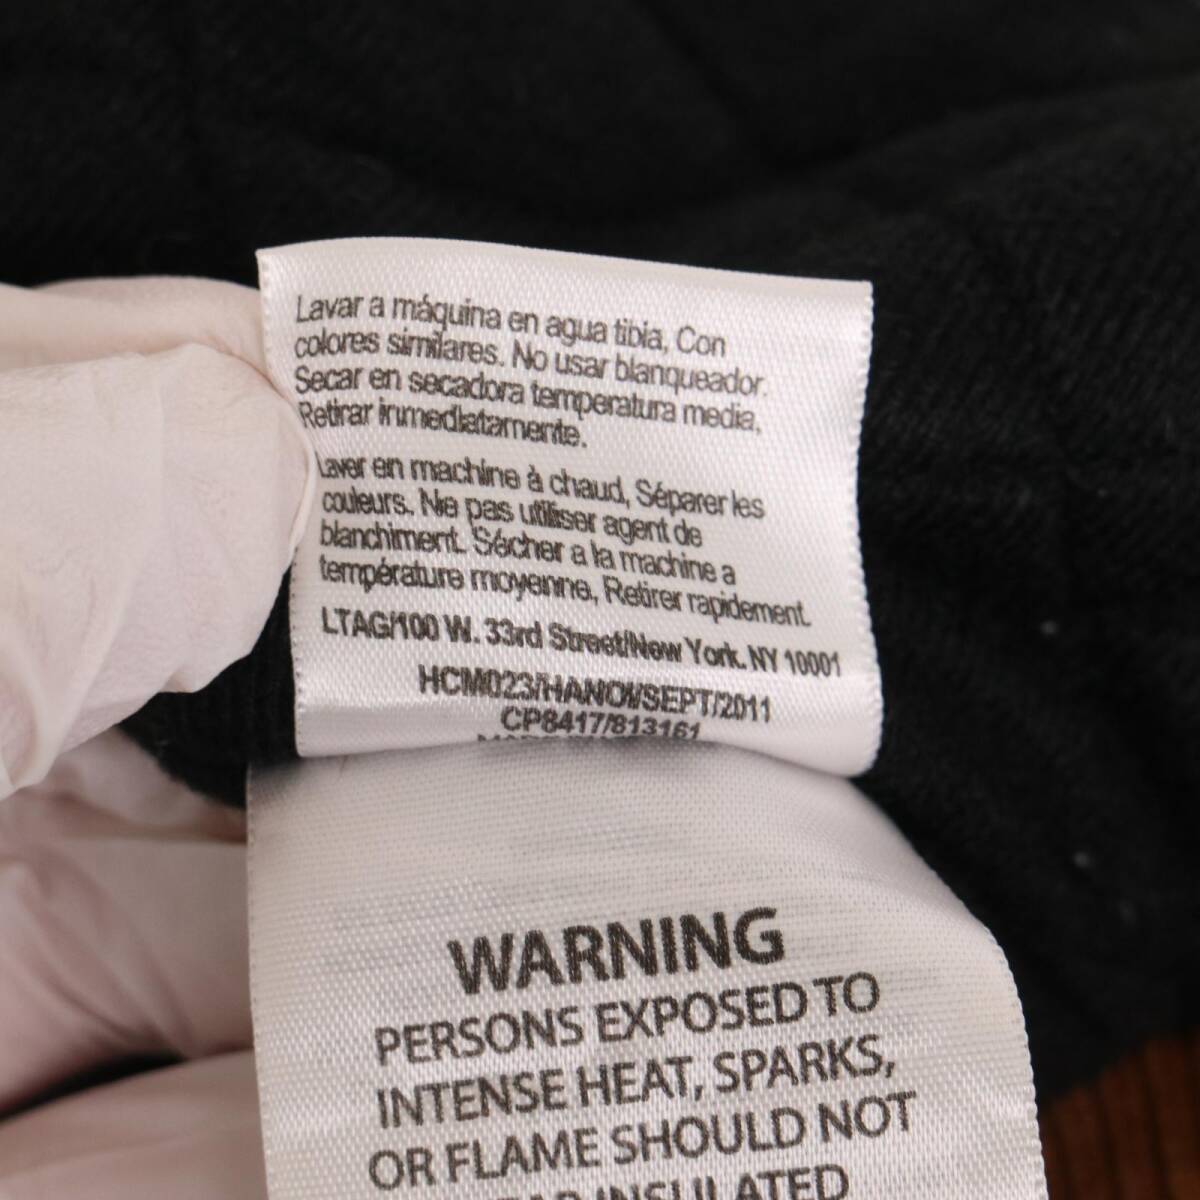 Lavar a máquina en agua tibia, Con
colores similares. No usar blanqueador.
Secar en secadora temperatura media,
Retirar inmediatamente.
Laver en machine à chaud, Séparer les
couleurs. Ne pas utiliser agent de
blanchiment. Sécher a la machine a
température moyenne, Retirer rapidement.
LTAG/100 W. 33rd Street/New York. NY 10001
HCM023/HANOI/SEPT/2011
CP8417/813161
WARNING
PERSONS EXPOSED TO
INTENSE HEAT, SPARKS,
OR FLAME SHOULD NOT
INSULATED